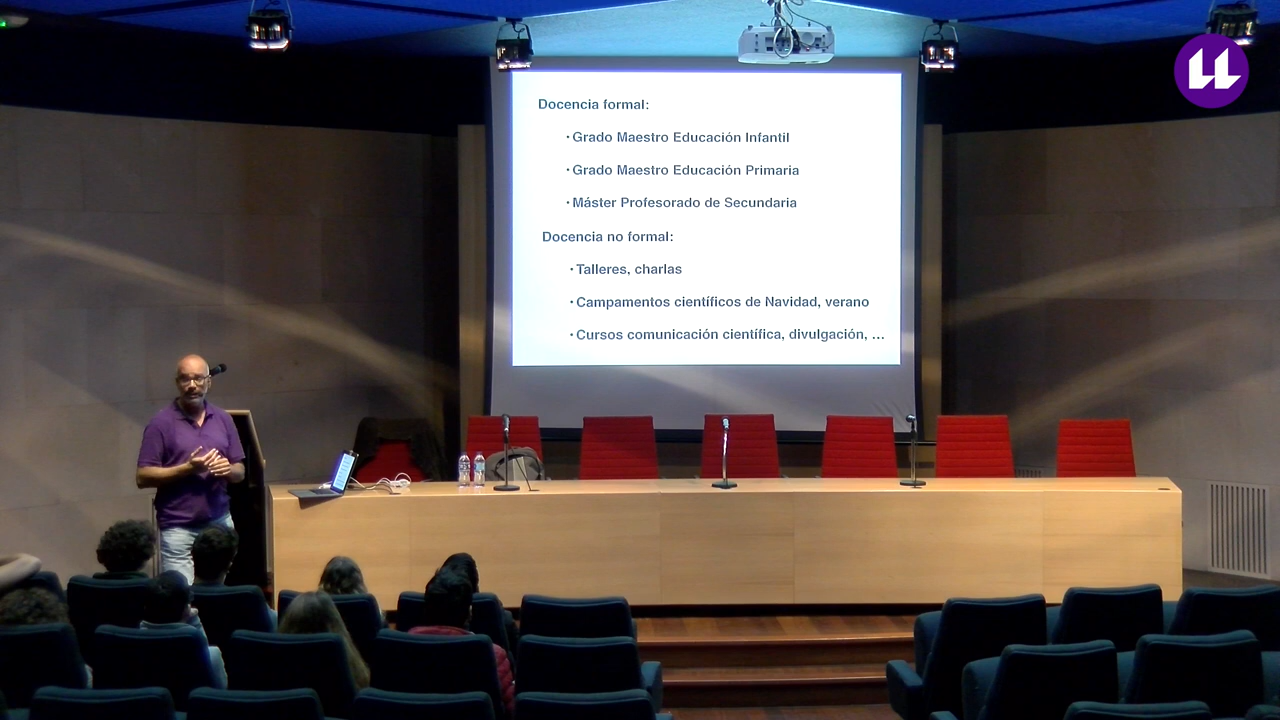 Docencia formal:
• Grado Maestro Educación Infantil
• Grado Maestro Educación Primaria
• Máster Profesorado de Secundaria
Docencia no formal:
• Talleres, charlas
• Campamentos científicos de Navidad, verano
• Cursos comunicación científica, divulgación, ...